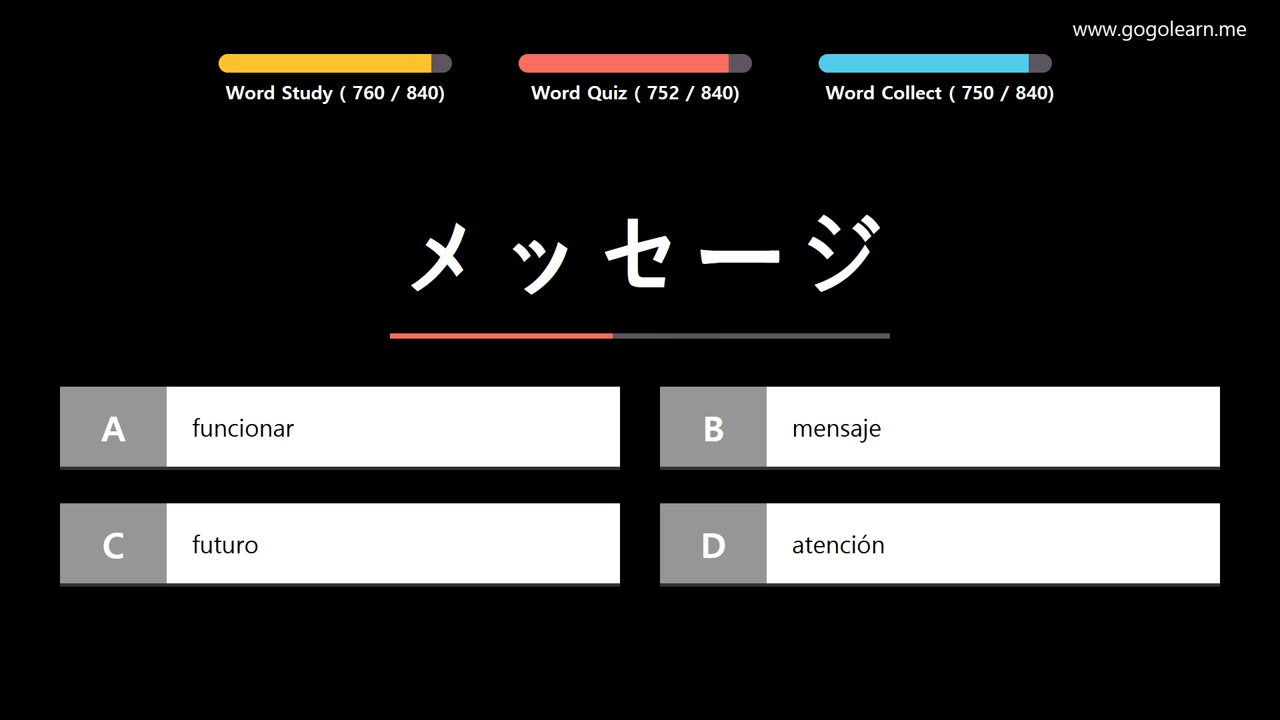 www.gogolearn.me
Word Study ( 760 / 840)
Word Quiz ( 752 / 840)
Word Collect ( 750 / 840)
メッセージ
A funcionar
B mensaje
C futuro
D atención